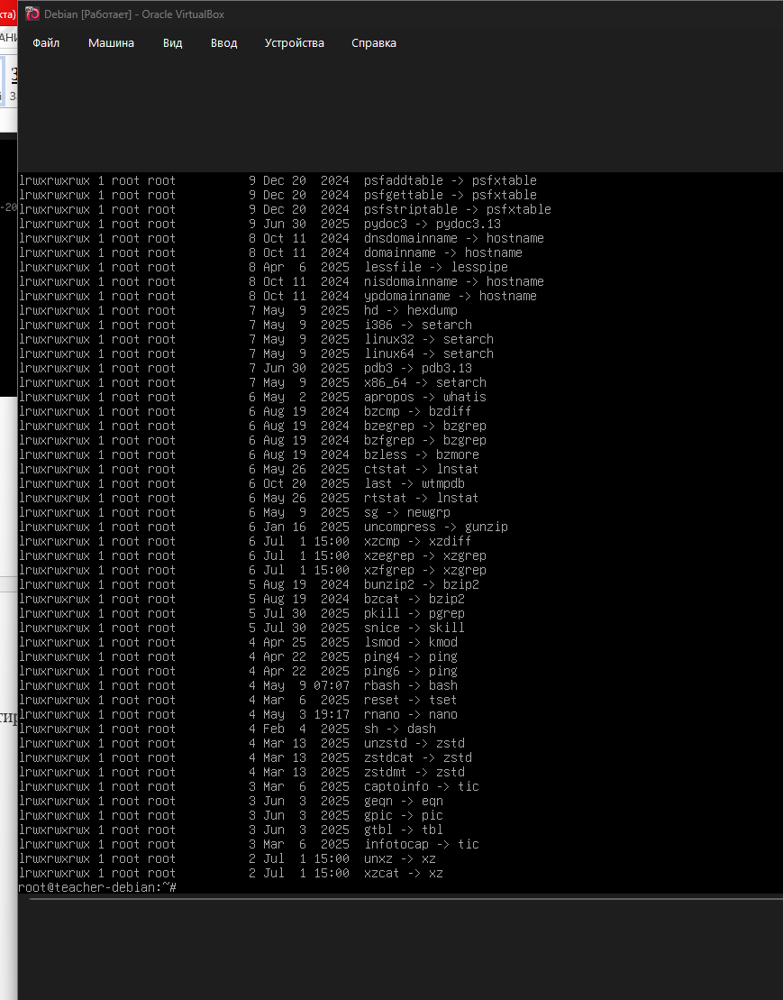 кта)
Debian [Работает] - Oracle VirtualBox
АНИ
Файл Машина Вид Ввод Устройства Справка
lrwxrwxrwx 1 root root 9 Dec 20 2024 psfaddtable -> psfxtable
lrwxrwxrwx 1 root root 9 Dec 20 2024 psfgettable -> psfxtable
-20
lrwxrwxrwx 1 root root 9 Dec 20 2024 psfstriptable -> psfxtable
lrwxrwxrwx 1 root root 9 Jun 30 2025 pydoc3 -> pydoc3.13
lrwxrwxrwx 1 root root 8 Oct 11 2024 dnsdomainname -> hostname
lrwxrwxrwx 1 root root 8 Oct 11 2024 domainname -> hostname
lrwxrwxrwx 1 root root 8 Apr 6 2025 lessfile -> lesspipe
lrwxrwxrwx 1 root root 8 Oct 11 2024 nisdomainname -> hostname
lrwxrwxrwx 1 root root 8 Oct 11 2024 ypdomainname -> hostname
lrwxrwxrwx 1 root root 7 May 9 2025 hd -> hexdump
lrwxrwxrwx 1 root root 7 May 9 2025 i386 -> setarch
lrwxrwxrwx 1 root root 7 May 9 2025 linux32 -> setarch
lrwxrwxrwx 1 root root 7 May 9 2025 linux64 -> setarch
lrwxrwxrwx 1 root root 7 Jun 30 2025 pdb3 -> pdb3.13
lrwxrwxrwx 1 root root 7 May 9 2025 x86_64 -> setarch
lrwxrwxrwx 1 root root 6 May 2 2025 apropos -> whatis
lrwxrwxrwx 1 root root 6 Aug 19 2024 bzcmp -> bzdiff
lrwxrwxrwx 1 root root 6 Aug 19 2024 bzegrep -> bzgrep
lrwxrwxrwx 1 root root 6 Aug 19 2024 bzfgrep -> bzgrep
lrwxrwxrwx 1 root root 6 Aug 19 2024 bzless -> bzmore
lrwxrwxrwx 1 root root 6 May 26 2025 ctstat -> lnstat
lrwxrwxrwx 1 root root 6 Oct 20 2025 last -> wtmpdb
lrwxrwxrwx 1 root root 6 May 26 2025 rtstat -> lnstat
lrwxrwxrwx 1 root root 6 May 9 2025 sg -> newgrp
lrwxrwxrwx 1 root root 6 Jan 16 2025 uncompress -> gunzip
lrwxrwxrwx 1 root root 6 Jul 1 15:00 xzcmp -> xzdiff
lrwxrwxrwx 1 root root 6 Jul 1 15:00 xzegrep -> xzgrep
lrwxrwxrwx 1 root root 6 Jul 1 15:00 xzfgrep -> xzgrep
lrwxrwxrwx 1 root root 5 Aug 19 2024 bunzip2 -> bzip2
lrwxrwxrwx 1 root root 5 Aug 19 2024 bzcat -> bzip2
lrwxrwxrwx 1 root root 5 Jul 30 2025 pkill -> pgrep
lrwxrwxrwx 1 root root 5 Jul 30 2025 snice -> skill
lrwxrwxrwx 1 root root 4 Apr 25 2025 lsmod -> kmod
lrwxrwxrwx 1 root root 4 Apr 22 2025 ping4 -> ping
lrwxrwxrwx 1 root root 4 Apr 22 2025 ping6 -> ping
lrwxrwxrwx 1 root root 4 May 9 07:07 rbash -> bash
lrwxrwxrwx 1 root root 4 Mar 6 2025 reset -> tset
lrwxrwxrwx 1 root root 4 May 3 19:17 rnano -> nano
тир
lrwxrwxrwx 1 root root 4 Feb 4 2025 sh -> dash
lrwxrwxrwx 1 root root 4 Mar 13 2025 unzstd -> zstd
lrwxrwxrwx 1 root root 4 Mar 13 2025 zstdcat -> zstd
lrwxrwxrwx 1 root root 4 Mar 13 2025 zstdmt -> zstd
lrwxrwxrwx 1 root root 3 Mar 6 2025 captoinfo -> tic
lrwxrwxrwx 1 root root 3 Jun 3 2025 geqn -> eqn
lrwxrwxrwx 1 root root 3 Jun 3 2025 gpic -> pic
lrwxrwxrwx 1 root root 3 Jun 3 2025 gtbl -> tbl
lrwxrwxrwx 1 root root 3 Mar 6 2025 infotocap -> tic
lrwxrwxrwx 1 root root 2 Jul 1 15:00 unxz -> xz
lrwxrwxrwx 1 root root 2 Jul 1 15:00 xzcat -> xz
root@teacher-debian:~#